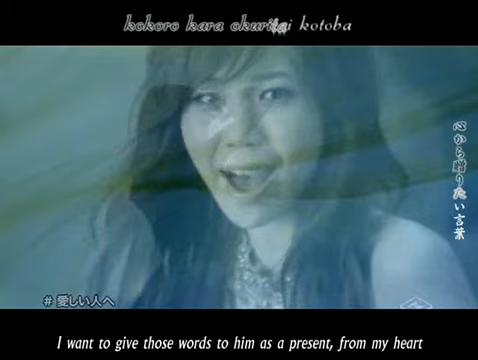 kokoro kara okuritai kotoba
心から贈りたい言葉
# 愛しい人へ
I want to give those words to him as a present, from my heart